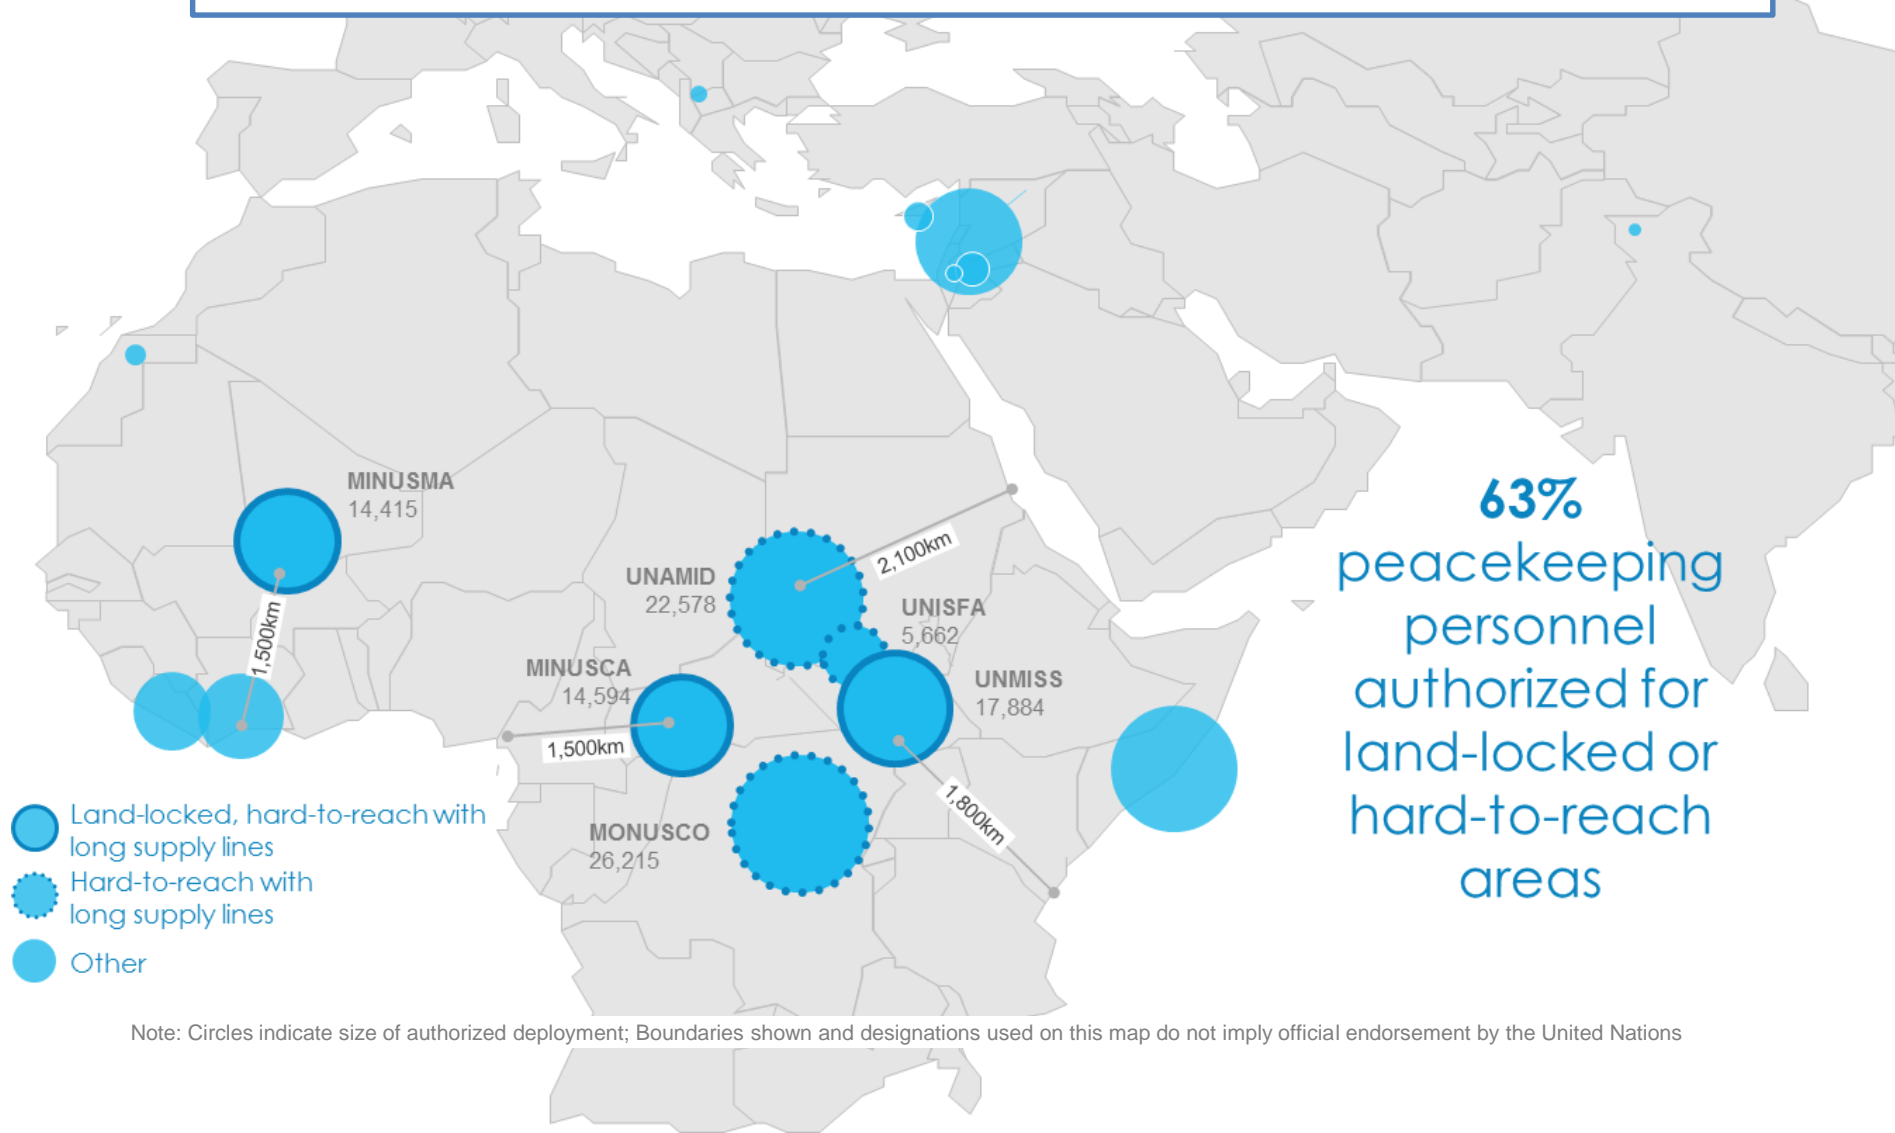 MINUSMA
14,415
1,500km
UNAMID
22,578
2,100km
UNISFA
5,662
MINUSCA
14,594
1,500km
UNMISS
17,884
1,800km
MONUSCO
26,215
63%
peacekeeping
personnel
authorized for
land-locked or
hard-to-reach
areas
Land-locked, hard-to-reach with
long supply lines
Hard-to-reach with
long supply lines
Other
Note: Circles indicate size of authorized deployment; Boundaries shown and designations used on this map do not imply official endorsement by the United Nations